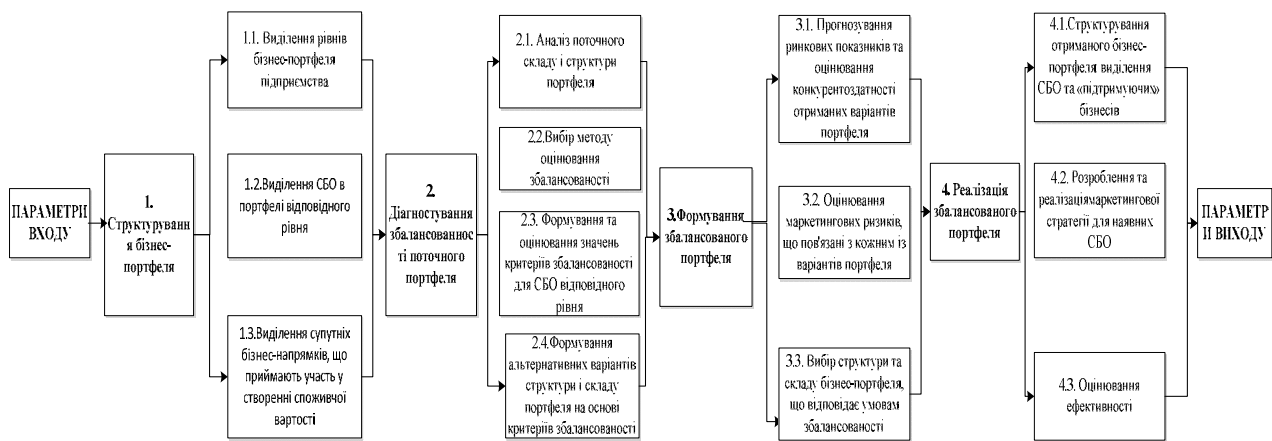 ПАРАМЕТРИ
ВХОДУ
1.
Структуруванн
я бізнес-
портфеля
1.1. Виділення рівнів
бізнес-портфеля
підприємства
1.2.Виділення СБО в
портфелі відповідного
рівня
1.3.Виділення супутніх
бізнес-напрямків, що
приймають участь у
створенні споживчої
вартості
2.
Діагностування
збалансованнос
ті поточного
портфеля
2.1. Аналіз поточного
складу і структури
портфеля
2.2.Вибір методу
оцінювання
збалансованості
2.3. Формування та
оцінювання значень
критеріїв збалансованості
для СБО відповідного
рівня
2.4.Формування
альтернативних варіантів
структури і складу
портфеля на основі
критеріїв збалансованості
3.Формування
збалансованого
портфеля
3.1. Прогнозування
ринкових показників та
оцінювання
конкурентоздатності
отриманих варіантів
портфеля
3.2. Оцінювання
маркетингових ризиків,
що пов'язані з кожним із
варіантів портфеля
3.3. Вибір структури та
складу бізнес-портфеля,
що відповідає умовам
збалансованості
4. Реалізація
збалансованого
портфеля
4.1.Структурування
отриманого бізнес-
портфеля: виділення
СБО та «підтримуючих»
бізнесів
4.2. Розроблення та
реалізаціямаркетингової
стратегії для наявних
СБО
4.3. Оцінювання
ефективності
ПАРАМЕТР
И ВИХОДУ